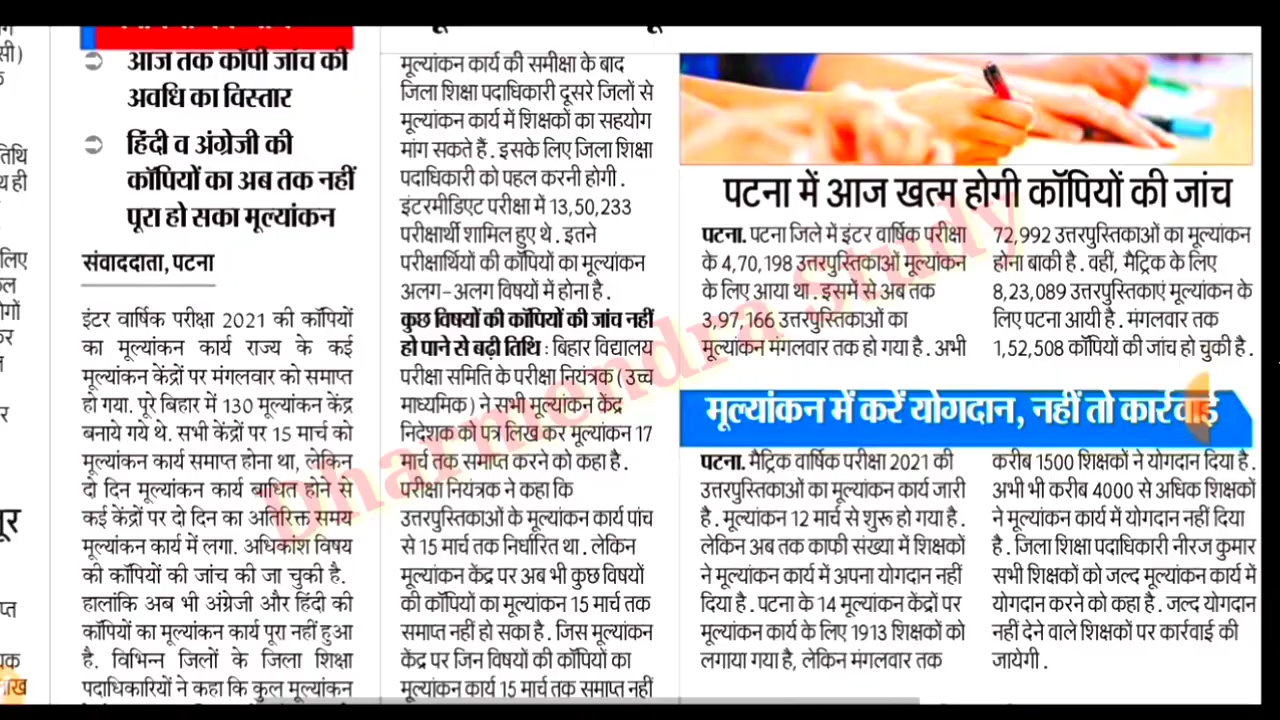 आज तक कॉपी जांच की
अवधि का विस्तार
हिंदी व अंग्रेजी की
कॉपियों का अब तक नहीं
पूरा हो सका मूल्यांकन
संवाददाता, पटना
इंटर वार्षिक परीक्षा 2021 की कॉपियों
का मूल्यांकन कार्य राज्य के कई
मूल्यांकन केंद्रों पर मंगलवार को समाप्त
हो गया. पूरे बिहार में 130 मूल्यांकन केंद्र
बनाये गये थे. सभी केंद्रों पर 15 मार्च को
मूल्यांकन कार्य समाप्त होना था, लेकिन
दो दिन मूल्यांकन कार्य बाधित होने से
कई केंद्रों पर दो दिन का अतिरिक्त समय
मूल्यांकन कार्य में लगा. अधिकांश विषय
की कॉपियों की जांच की जा चुकी है.
हालांकि अब भी अंग्रेजी और हिंदी की
कॉपियों का मूल्यांकन कार्य पूरा नहीं हुआ
है. विभिन्न जिलों के जिला शिक्षा
पदाधिकारियों ने कहा कि कुल मूल्यांकन
मूल्यांकन कार्य की समीक्षा के बाद
जिला शिक्षा पदाधिकारी दूसरे जिलों से
मूल्यांकन कार्य में शिक्षकों का सहयोग
मांग सकते हैं. इसके लिए जिला शिक्षा
पदाधिकारी को पहल करनी होगी.
इंटरमीडिएट परीक्षा में 13,50,233
परीक्षार्थी शामिल हुए थे. इतने
परीक्षार्थियों की कॉपियों का मूल्यांकन
अलग-अलग विषयों में होना है.
कुछ विषयों की कॉपियों की जांच नहीं
हो पाने से बढ़ी तिथि : बिहार विद्यालय
परीक्षा समिति के परीक्षा नियंत्रक (उच्च
माध्यमिक) ने सभी मूल्यांकन केंद्र
निदेशक को पत्र लिख कर मूल्यांकन 17
मार्च तक समाप्त करने को कहा है.
परीक्षा नियंत्रक ने कहा कि
उत्तरपुस्तिकाओं के मूल्यांकन कार्य पांच
से 15 मार्च तक निर्धारित था. लेकिन
मूल्यांकन केंद्र पर अब भी कुछ विषयों
की कॉपियों का मूल्यांकन 15 मार्च तक
समाप्त नहीं हो सका है. जिस मूल्यांकन
केंद्र पर जिन विषयों की कॉपियों का
मूल्यांकन कार्य 15 मार्च तक समाप्त नहीं
पटना में आज खत्म होगी कॉपियों की जांच
पटना. पटना जिले में इंटर वार्षिक परीक्षा
के 4,70,198 उत्तरपुस्तिकाओं मूल्यांकन
के लिए आया था. इसमें से अब तक
3,97,166 उत्तरपुस्तिकाओं का
मूल्यांकन मंगलवार तक हो गया है. अभी
72,992 उत्तरपुस्तिकाओं का मूल्यांकन
होना बाकी है. वहीं, मैट्रिक के लिए
8,23,089 उत्तरपुस्तिकाएं मूल्यांकन के
लिए पटना आयी है. मंगलवार तक
1,52,508 कॉपियों की जांच हो चुकी है.
मूल्यांकन में करें योगदान, नहीं तो कार्रवाई
पटना. मैट्रिक वार्षिक परीक्षा 2021 की
उत्तरपुस्तिकाओं का मूल्यांकन कार्य जारी
है. मूल्यांकन 12 मार्च से शुरू हो गया है.
लेकिन अब तक काफी संख्या में शिक्षकों
ने मूल्यांकन कार्य में अपना योगदान नहीं
दिया है. पटना के 14 मूल्यांकन केंद्रों पर
मूल्यांकन कार्य के लिए 1913 शिक्षकों को
लगाया गया है, लेकिन मंगलवार तक
करीब 1500 शिक्षकों ने योगदान दिया है.
अभी भी करीब 4000 से अधिक शिक्षकों
ने मूल्यांकन कार्य में योगदान नहीं दिया
है. जिला शिक्षा पदाधिकारी नीरज कुमार
सभी शिक्षकों को जल्द मूल्यांकन कार्य में
योगदान करने को कहा है. जल्द योगदान
नहीं देने वाले शिक्षकों पर कार्रवाई की
जायेगी.
Dharmendra Study